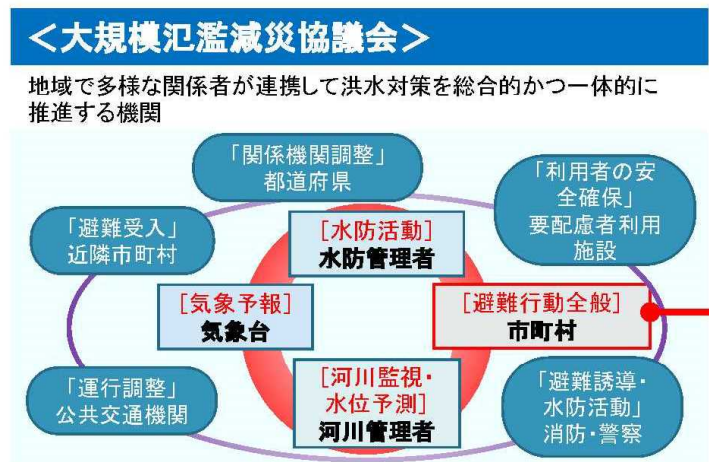 ＜大規模氾濫減災協議会＞
地域で多様な関係者が連携して洪水対策を総合的かつ一体的に
推進する機関
「関係機関調整」
都道府県
「利用者の安
全確保」
要配慮者利用
施設
「避難受入」
近隣市町村
［水防活動］
水防管理者
［気象予報］
気象台
［避難行動全般］
市町村
［河川監視・
水位予測］
河川管理者
「運行調整」
公共交通機関
「避難誘導・
水防活動」
消防・警察